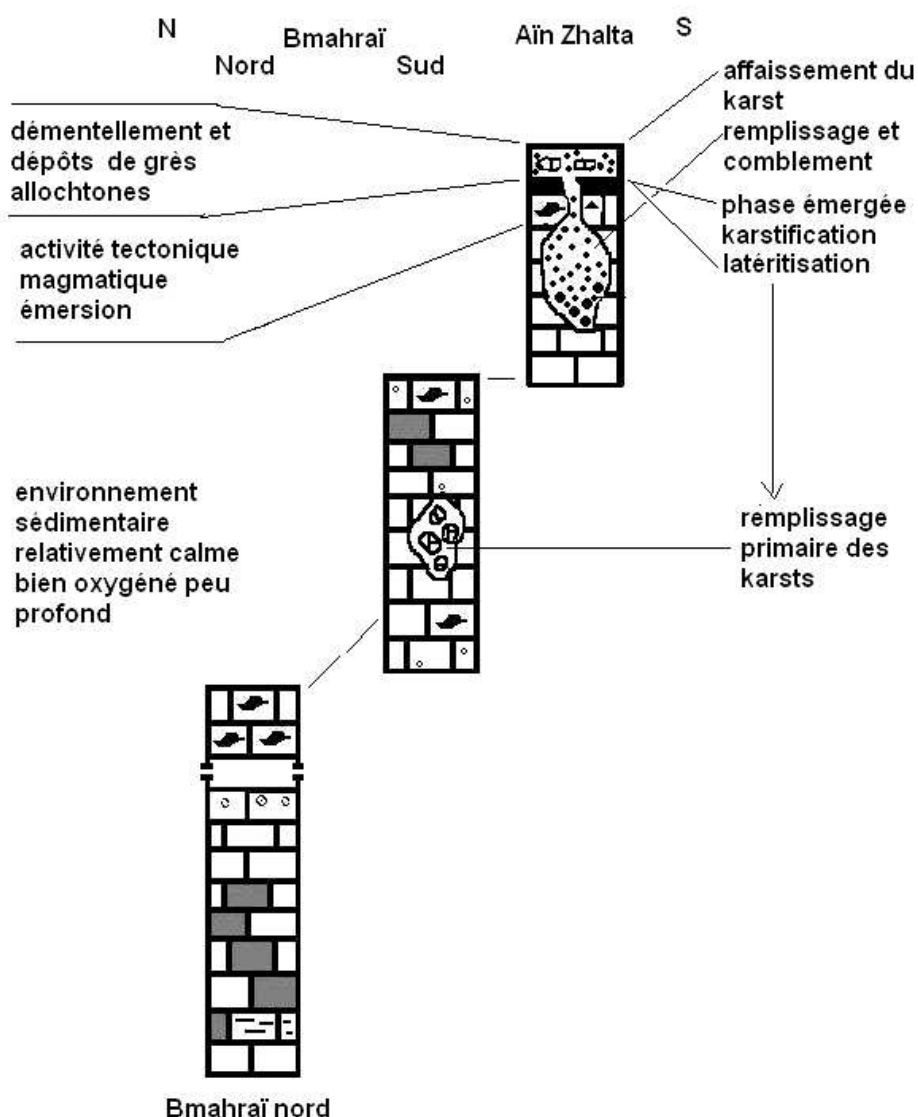 N
Bmahraï
Aïn Zhalta
S
Nord
Sud
démentellement et
dépôts de grès
allochtones
activité tectonique
magmatique
émersion
environnement
sédimentaire
relativement calme
bien oxygéné peu
profond
affaissement du
karst
remplissage et
comblement
phase émergée
karstification
latéritisation
remplissage
primaire des
karsts
Bmahraï nord